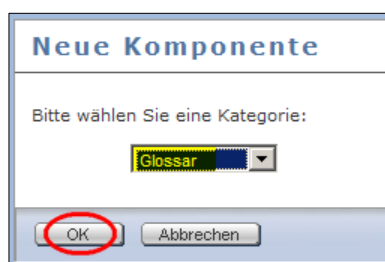 Neue Komponente
Bitte wählen Sie eine Kategorie:
Glossar
OK Abbrechen